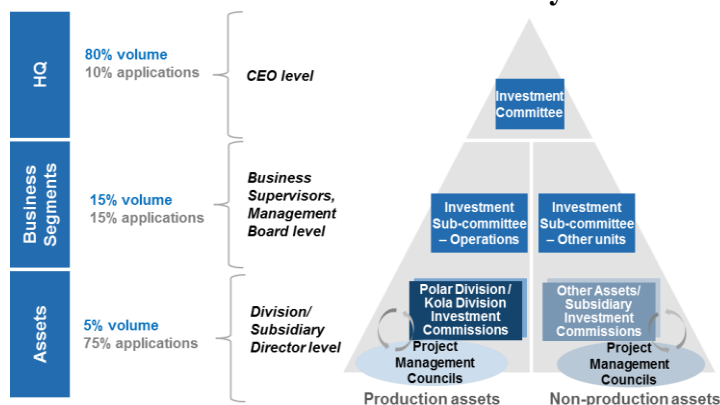 HQ
80% volume
10% applications
CEO level
Investment
Committee
Business
Segments
15% volume
15% applications
Business
Supervisors,
Management
Board level
Investment
Sub-committee
– Operations
Investment
Sub-committee
– Other units
Assets
5% volume
75% applications
Division/
Subsidiary
Director level
Polar Division /
Kola Division
Investment
Commissions
Other Assets/
Subsidiary
Investment
Commissions
Project
Management
Councils
Project
Management
Councils
Production assets
Non-production assets